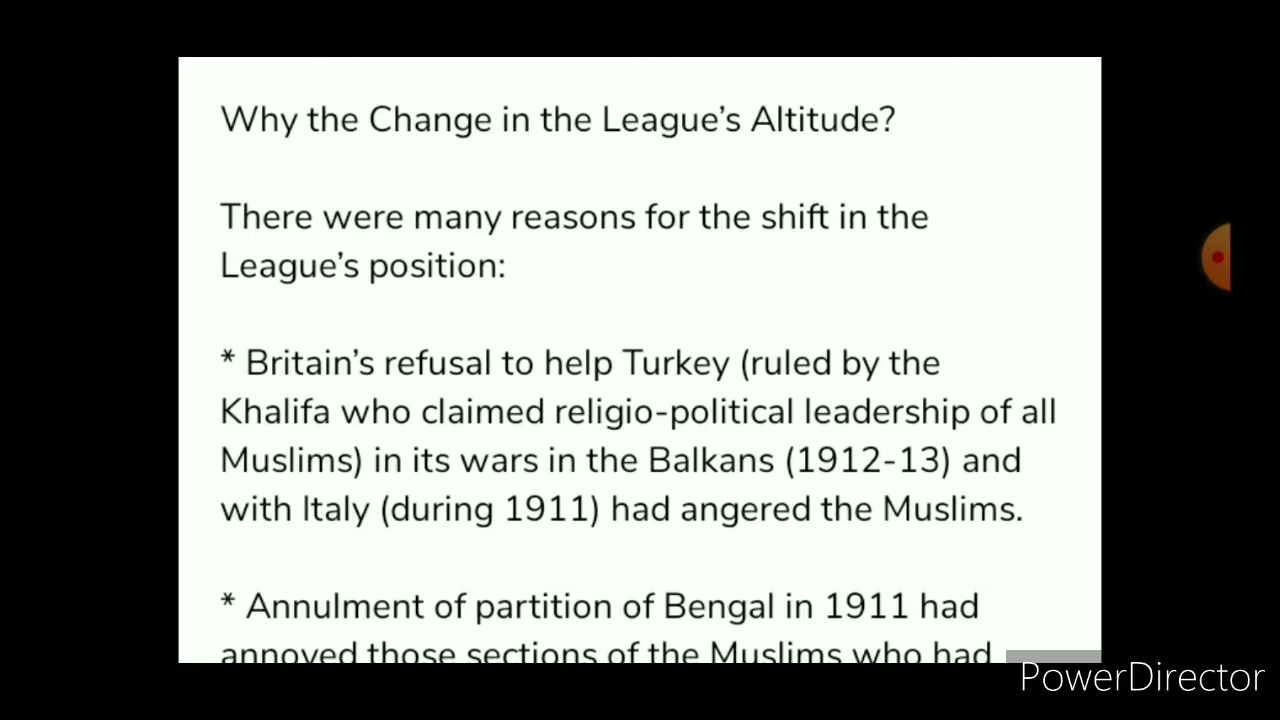 Why the Change in the League’s Altitude?
There were many reasons for the shift in the
League’s position:
* Britain’s refusal to help Turkey (ruled by the
Khalifa who claimed religio-political leadership of all
Muslims) in its wars in the Balkans (1912-13) and
with Italy (during 1911) had angered the Muslims.
* Annulment of partition of Bengal in 1911 had
annoyed those sections of the Muslims who had
PowerDirector